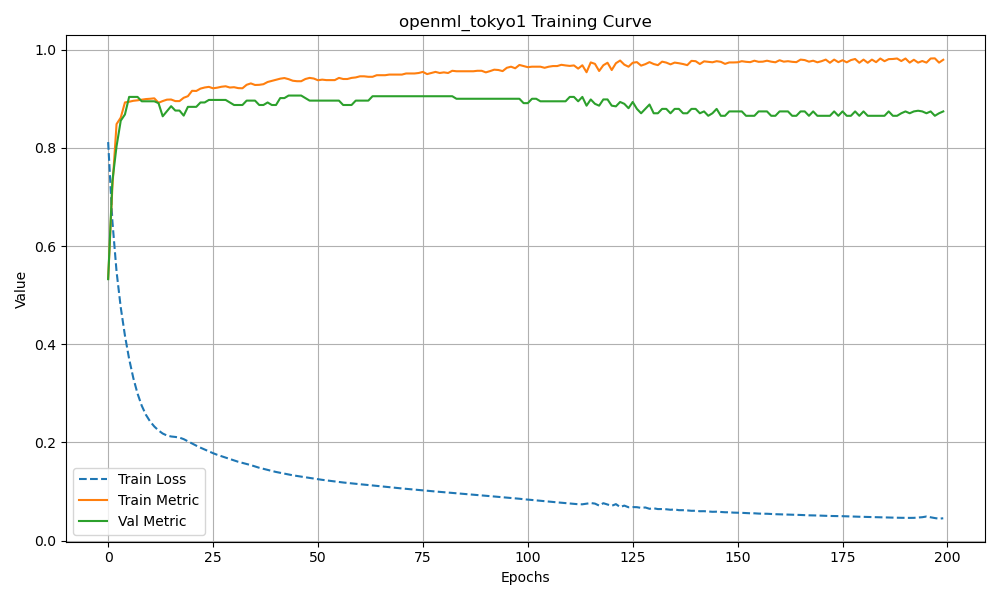 openml_tokyo1 Training Curve
1.0
0.8
0.6
0.4
0.2
0.0
Value
Train Loss
Train Metric
Val Metric
0 25 50 75 100 125 150 175 200
Epochs